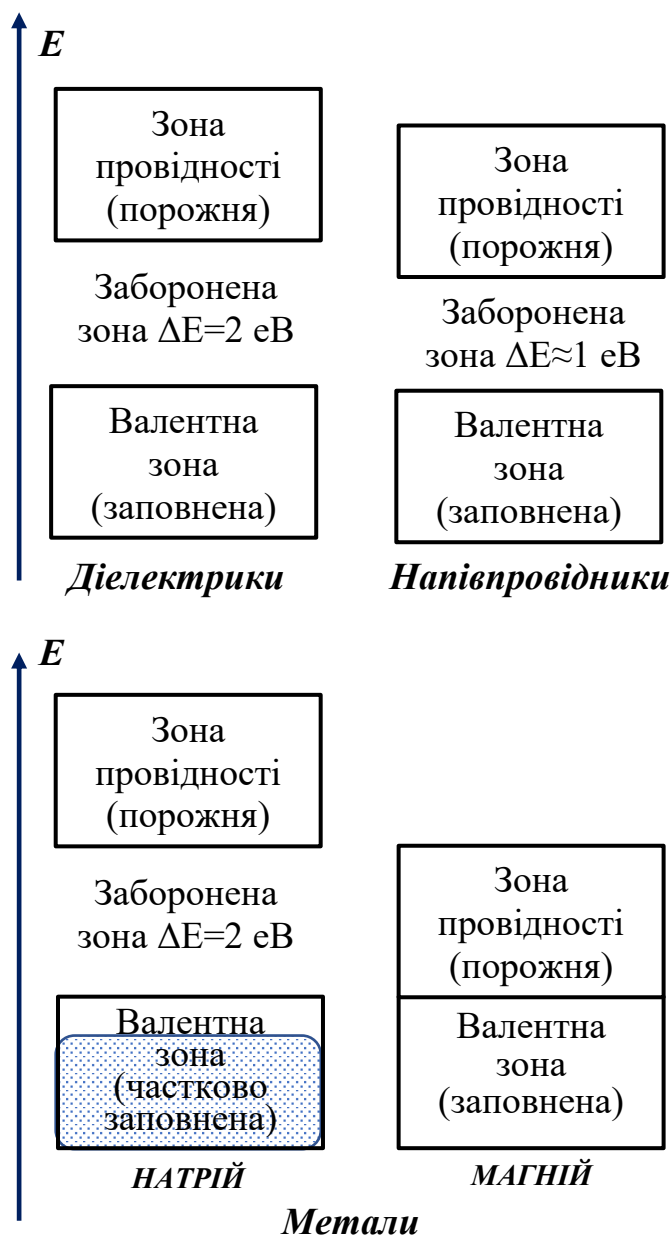 E
Зона
провідності
(порожня)
Заборонена
зона ΔE=2 еВ
Валентна
зона
(заповнена)
Діелектрики
Зона
провідності
(порожня)
Заборонена
зона ΔE≈1 еВ
Валентна
зона
(заповнена)
Напівпровідники
E
Зона
провідності
(порожня)
Заборонена
зона ΔE=2 еВ
Валентна
зона
(частково
заповнена)
НАТРІЙ
Зона
провідності
(порожня)
Валентна
зона
(заповнена)
МАГНІЙ
Метали